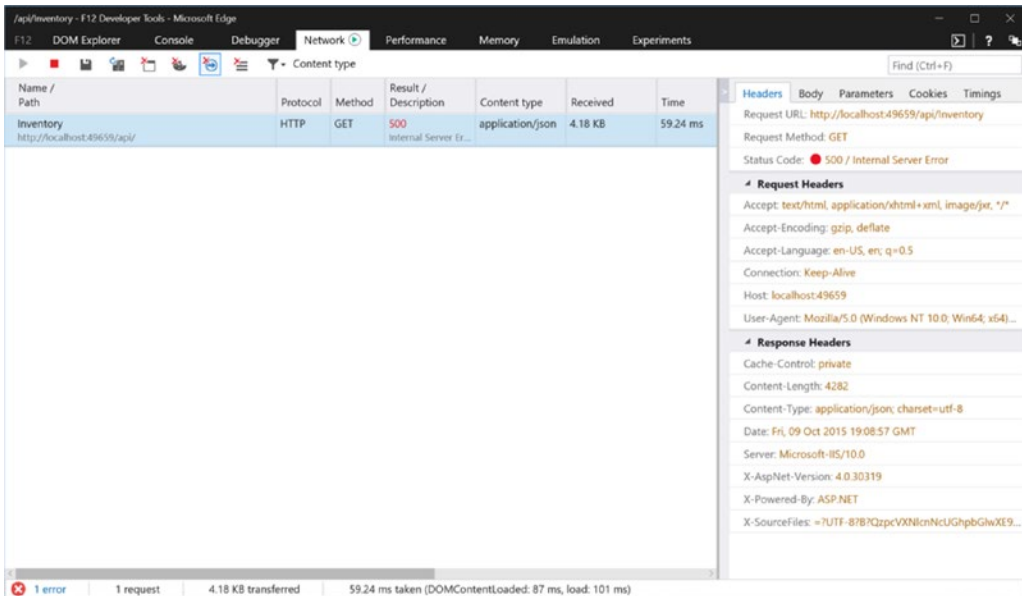 /api/Inventory - F12 Developer Tools - Microsoft Edge
F12 DOM Explorer Console Debugger Network Performance Memory Emulation Experiments
Content type
Find (Ctrl+F)
Name / Path Protocol Method Result / Description Content type Received Time
Inventory HTTP GET 500 application/json 4.18 KB 59.24 ms
http://localhost:49659/api/ Internal Server Er...
Headers Body Parameters Cookies Timings
Request URL: http://localhost:49659/api/Inventory
Request Method: GET
Status Code: 500 / Internal Server Error
Request Headers
Accept: text/html, application/xhtml+xml, image/jxr, */*
Accept-Encoding: gzip, deflate
Accept-Language: en-US, en; q=0.5
Connection: Keep-Alive
Host: localhost:49659
User-Agent: Mozilla/5.0 (Windows NT 10.0; Win64; x64)...
Response Headers
Cache-Control: private
Content-Length: 4282
Content-Type: application/json; charset=utf-8
Date: Fri, 09 Oct 2015 19:08:57 GMT
Server: Microsoft-IIS/10.0
X-AspNet-Version: 4.0.30319
X-Powered-By: ASP.NET
X-SourceFiles:
1 error 1 request 4.18 KB transferred 59.24 ms taken (DOMContentLoaded: 87 ms, load: 101 ms)